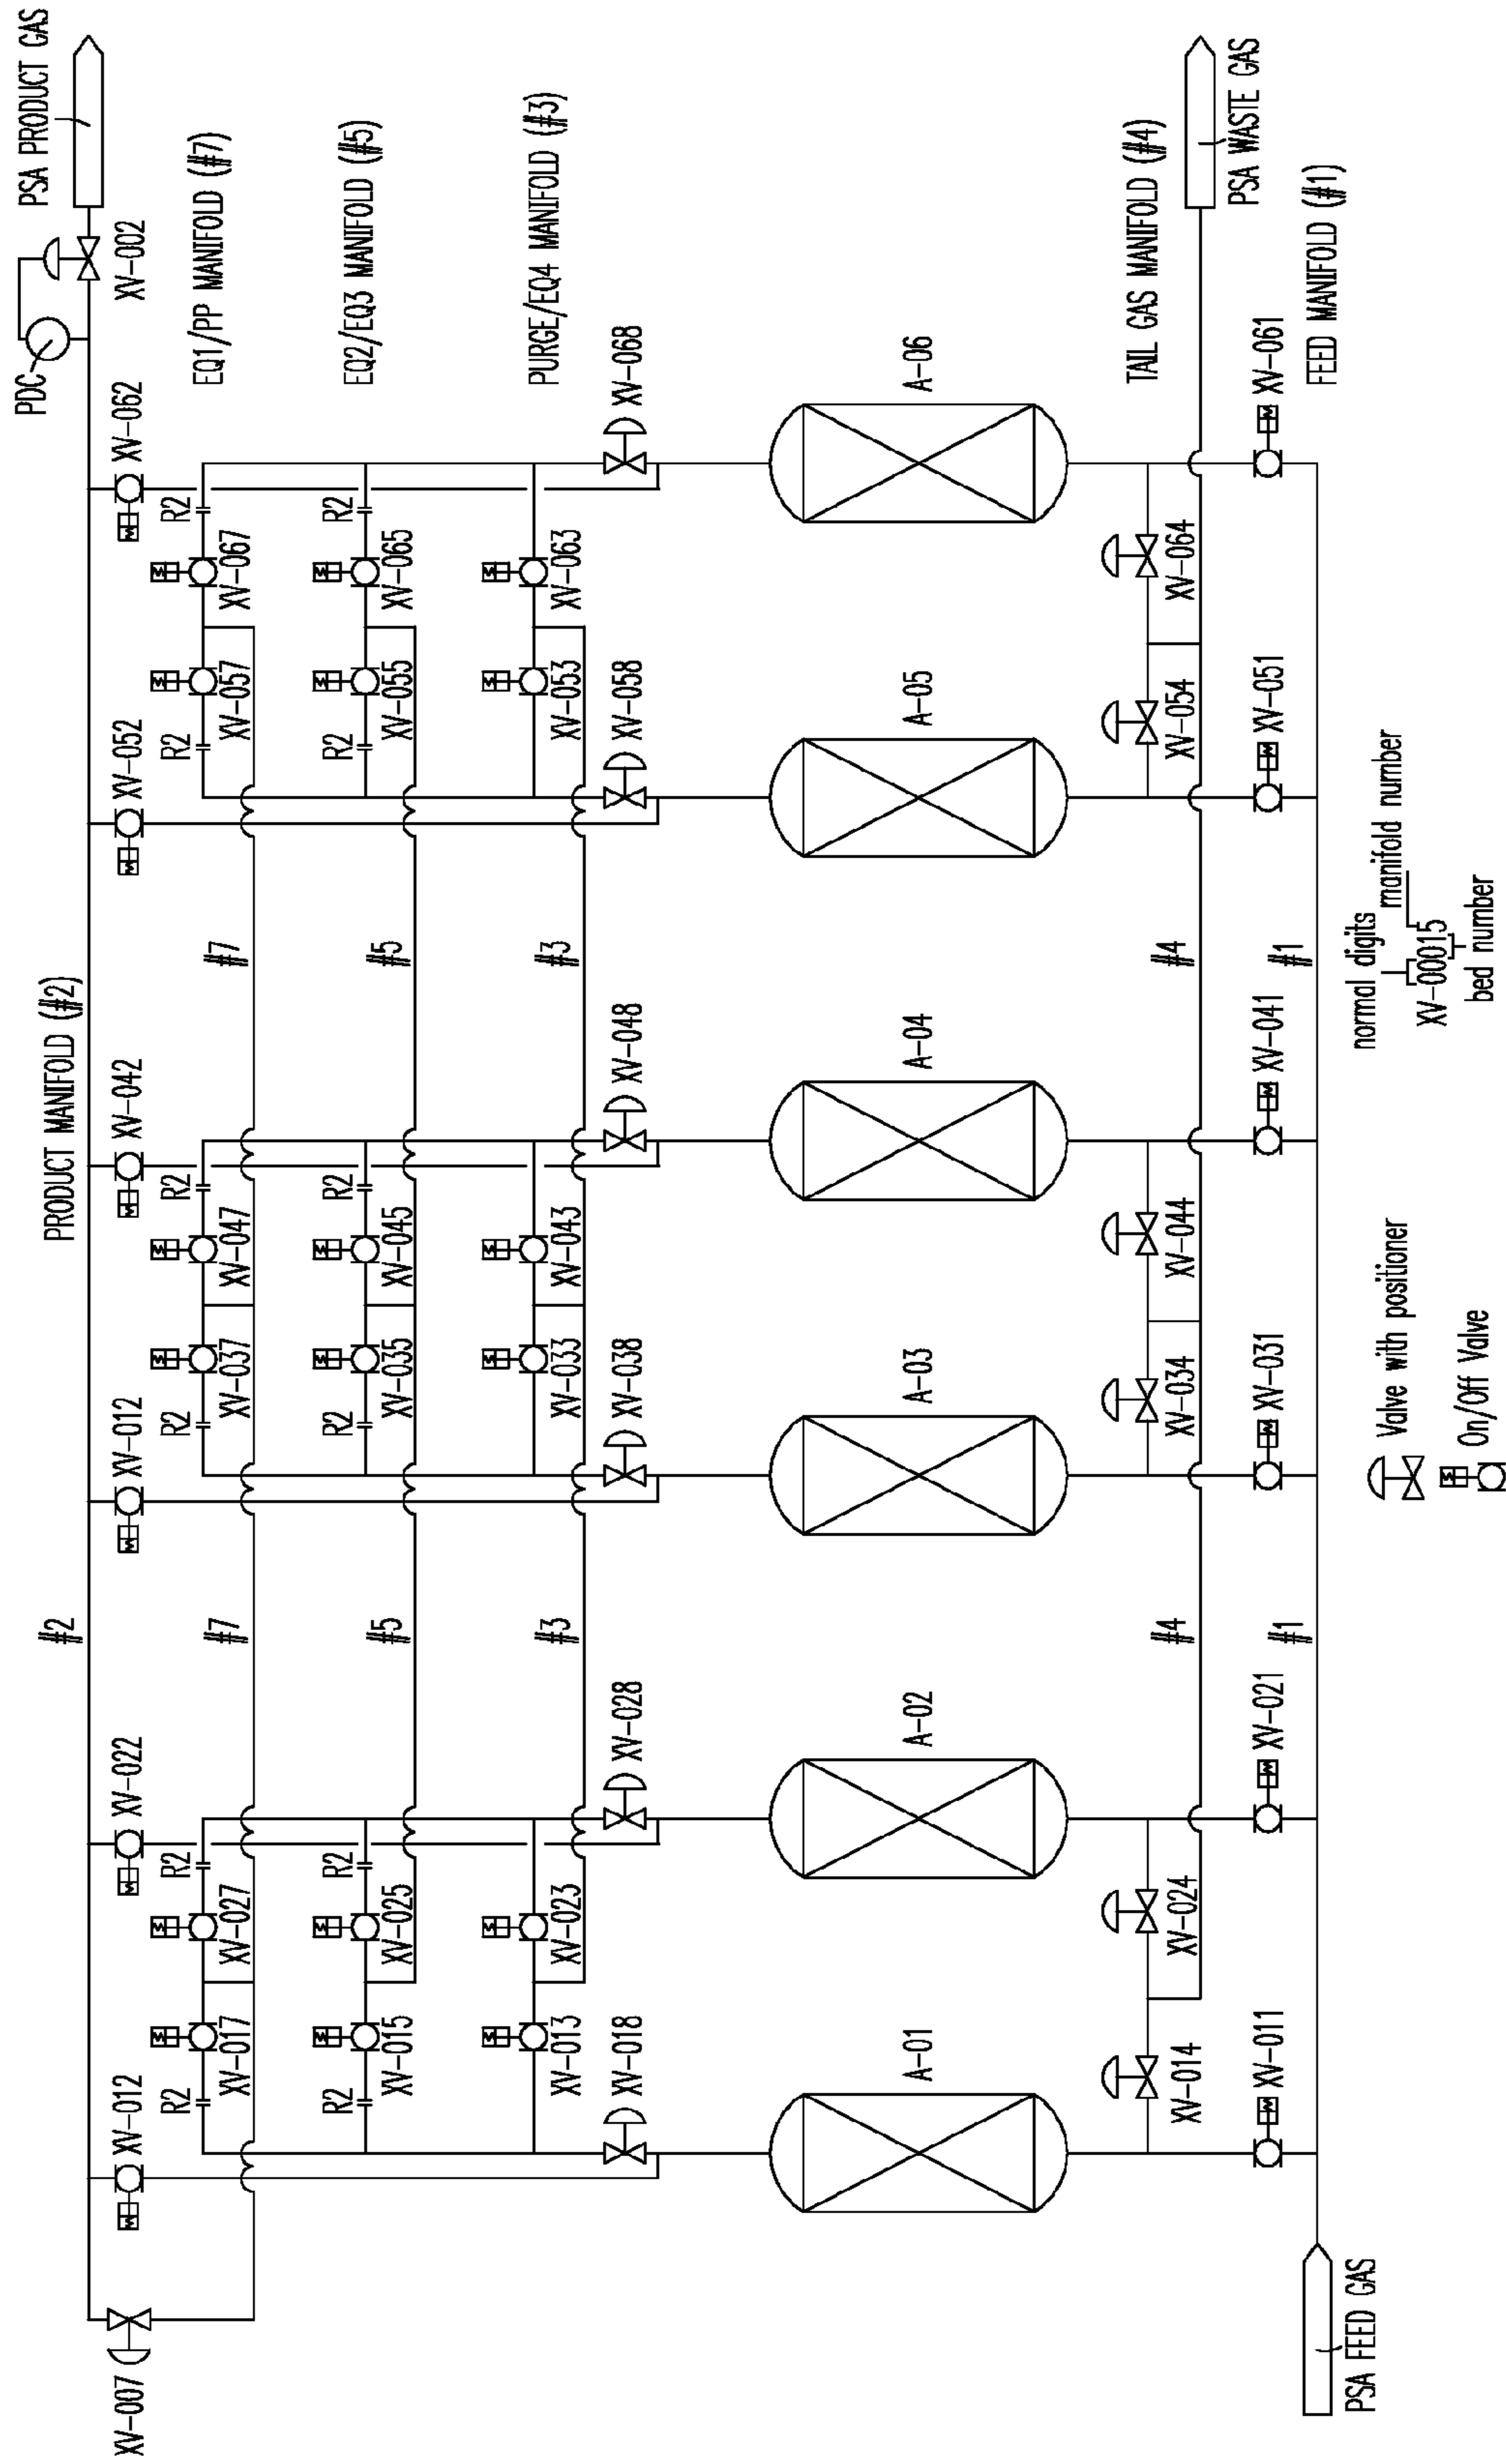 PSA PRODUCT GAS
PDC
XV-002
PRODUCT MANIFOLD (#2)
#2
XV-007
XV-012
XV-022
XV-012
XV-042
XV-052
XV-062
EQ1/PP MANIFOLD (#7)
R2
R2
R2
R2
R2
R2
XV-017
XV-027
XV-037
XV-047
XV-057
XV-067
#7
#7
EQ2/EQ3 MANIFOLD (#5)
R2
R2
R2
R2
R2
R2
XV-015
XV-025
XV-035
XV-045
XV-055
XV-065
#5
#5
PURGE/EQ4 MANIFOLD (#3)
XV-013
XV-023
XV-033
XV-043
XV-053
XV-063
#3
#3
XV-018
XV-028
XV-038
XV-048
XV-058
XV-068
A-01
A-02
A-03
A-04
A-05
A-06
TAIL GAS MANIFOLD (#4)
XV-014
XV-024
XV-034
XV-044
XV-054
XV-064
#4
#4
PSA WASTE GAS
XV-011
XV-021
XV-031
XV-041
XV-051
XV-061
#1
#1
FEED MANIFOLD (#1)
PSA FEED GAS
Valve with positioner
On/Off Valve
normal digits
manifold number
XV-00015
bed number